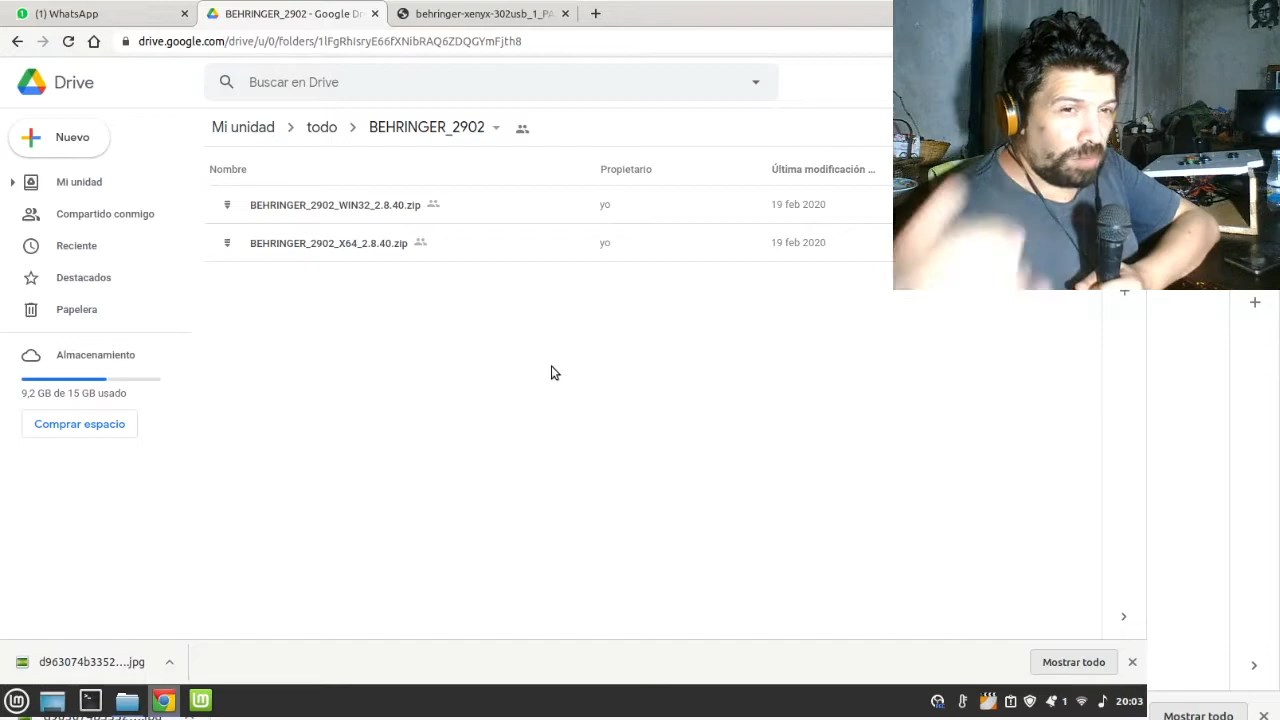 (1) WhatsApp
BEHRINGER_2902 - Google Dr
behringer-xenyx-302usb_1_PA
drive.google.com/drive/u/0/folders/1lFgRhIsryE66fXNibRAQ6ZDQGYmFjth8
Drive
Buscar en Drive
Nuevo
Mi unidad
Compartido conmigo
Reciente
Destacados
Papelera
Almacenamiento
9,2 GB de 15 GB usado
Comprar espacio
Mi unidad > todo > BEHRINGER_2902
Nombre Propietario Última modificación ...
BEHRINGER_2902_WIN32_2.8.40.zip yo 19 feb 2020
BEHRINGER_2902_X64_2.8.40.zip yo 19 feb 2020
d963074b3352....jpg
Mostrar todo
1 20:03
Mostrar todo